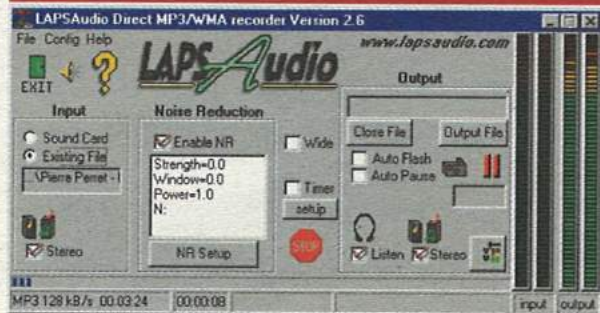 LAPSAudio Direct MP3/WMA recorder Version 2.6
File Config Help
EXIT
LAPS Audio
www.lapsaudio.com
Input
Sound Card
Existing File
..\Pierre Perret -
Stereo
Noise Reduction
Enable NR
Strength=0.0
Window=0.0
Power=1.0
N:
NR Setup
Wide
Timer
setup
STOP
Output
Close File
Output File
Auto Flash
Auto Pause
Listen
Stereo
MP3 128 kB/s 00:03:24
00:00:08
input
output